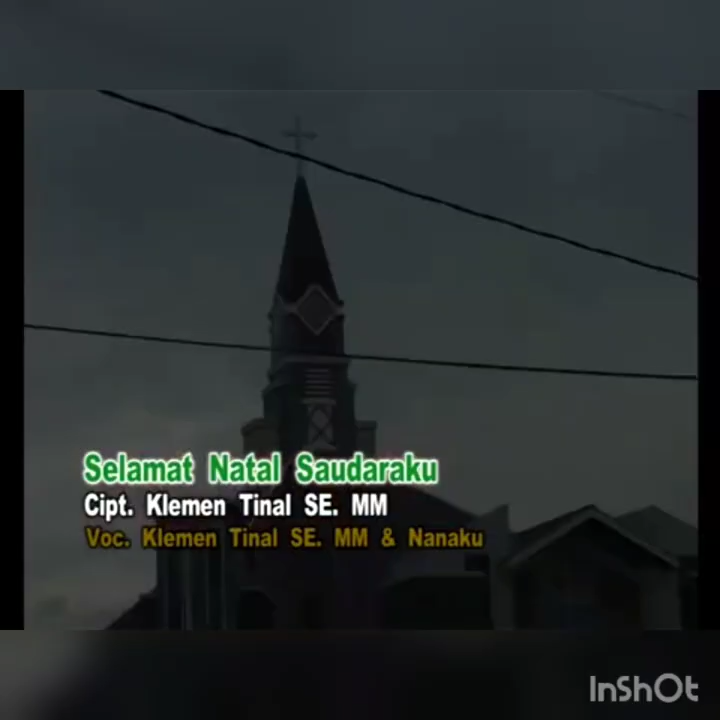 Selamat Natal Saudaraku
Cipt. Klemen Tinal SE. MM
Voc. Klemen Tinal SE. MM & Nanaku
InShOt